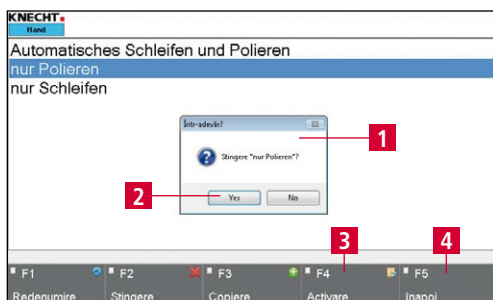 KNECHT
Hand
Automatisches Schleifen und Polieren
nur Polieren
nur Schleifen
Într-adevăr?
1
Stingere "nur Polieren"?
2
Yes
No
3
4
F1
F2
F3
F4
F5
Redenumire
Stingere
Copiere
Activare
Înapoi